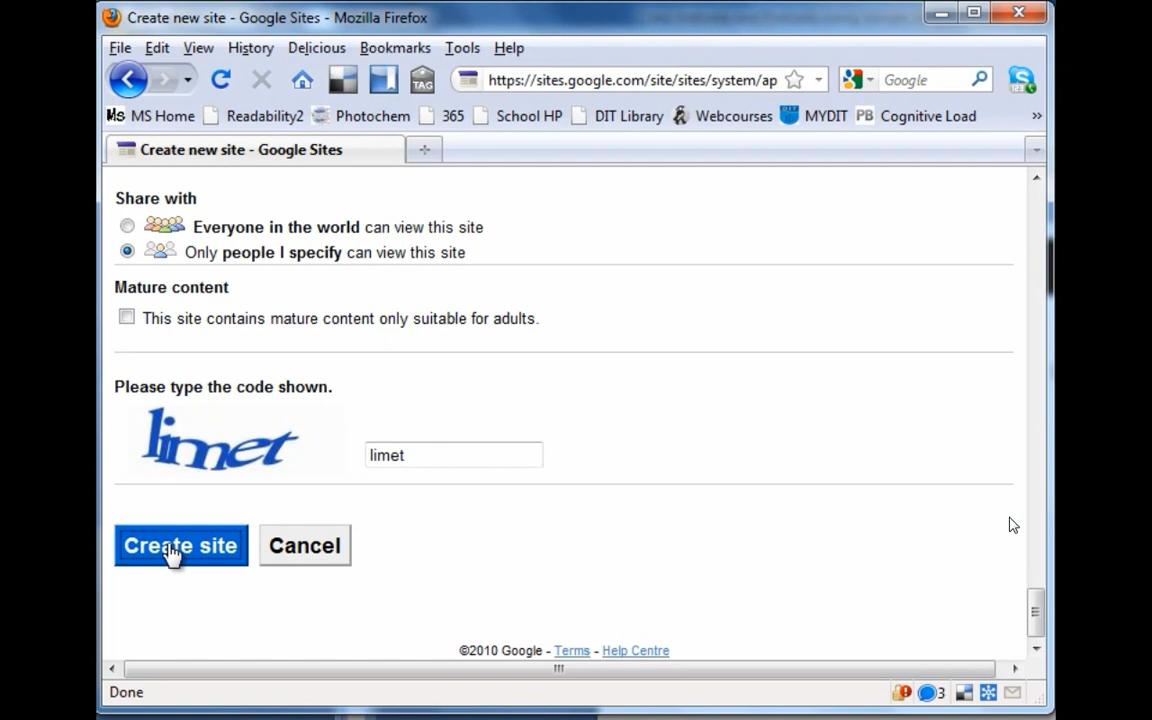 Create new site - Google Sites - Mozilla Firefox
File Edit View History Delicious Bookmarks Tools Help
TAG https://sites.google.com/site/sites/system/ap Google
Ms MS Home Readability2 Photochem 365 School HP DIT Library Webcourses MYDIT PB Cognitive Load »
Create new site - Google Sites
Share with
Everyone in the world can view this site
Only people I specify can view this site
Mature content
This site contains mature content only suitable for adults.
Please type the code shown.
limet limet
Create site Cancel
©2010 Google - Terms - Help Centre
Done 3